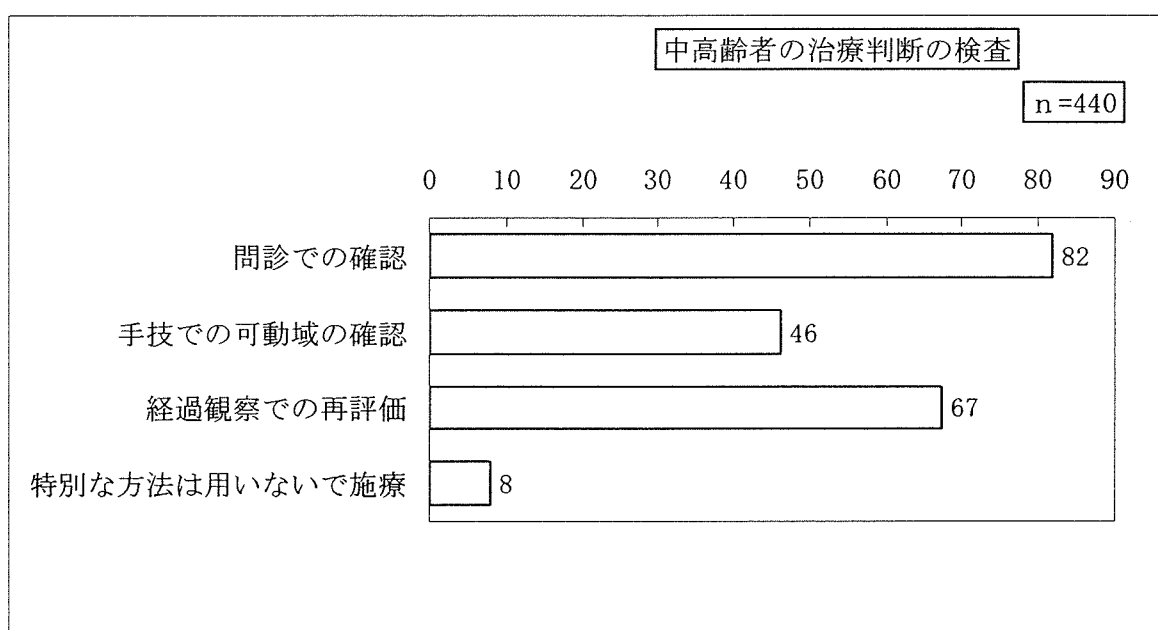 中高齢者の治療判断の検査
n=440
0 10 20 30 40 50 60 70 80 90
問診での確認 82
手技での可動域の確認 46
経過観察での再評価 67
特別な方法は用いないで施療 8